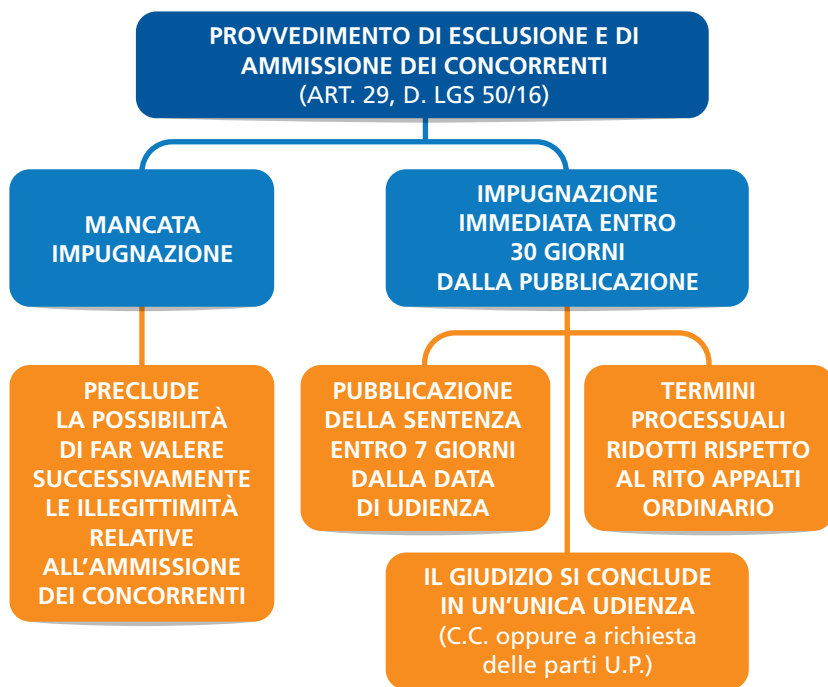 PROVVEDIMENTO DI ESCLUSIONE E DI
AMMISSIONE DEI CONCORRENTI
(ART. 29, D. LGS 50/16)
MANCATA
IMPUGNAZIONE
IMPUGNAZIONE
IMMEDIATA ENTRO
30 GIORNI
DALLA PUBBLICAZIONE
PRECLUDE
LA POSSIBILITÀ
DI FAR VALERE
SUCCESSIVAMENTE
LE ILLEGITTIMITÀ
RELATIVE
ALL'AMMISSIONE
DEI CONCORRENTI
PUBBLICAZIONE
DELLA SENTENZA
ENTRO 7 GIORNI
DALLA DATA
DI UDIENZA
TERMINI
PROCESSUALI
RIDOTTI RISPETTO
AL RITO APPALTI
ORDINARIO
IL GIUDIZIO SI CONCLUDE
IN UN'UNICA UDIENZA
(C.C. oppure a richiesta
delle parti U.P.)